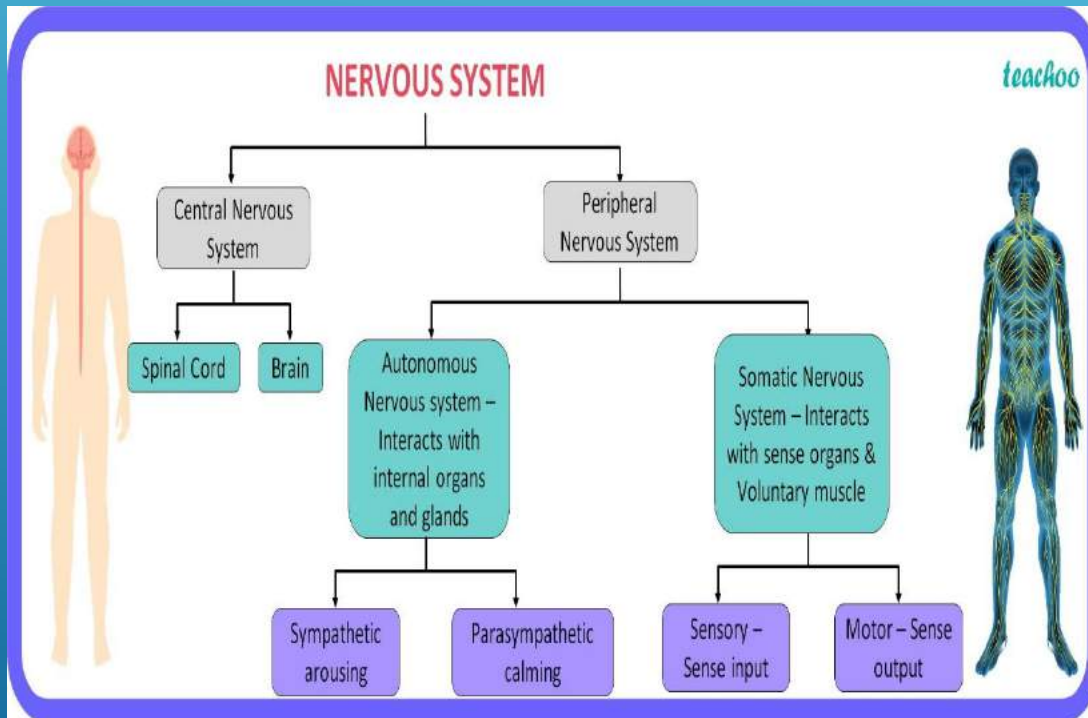 NERVOUS SYSTEM
teachoo
Central Nervous
System
Peripheral
Nervous System
Spinal Cord
Brain
Autonomous
Nervous system –
Interacts with
internal organs
and glands
Somatic Nervous
System – Interacts
with sense organs &
Voluntary muscle
Sympathetic
arousing
Parasympathetic
calming
Sensory –
Sense input
Motor – Sense
output